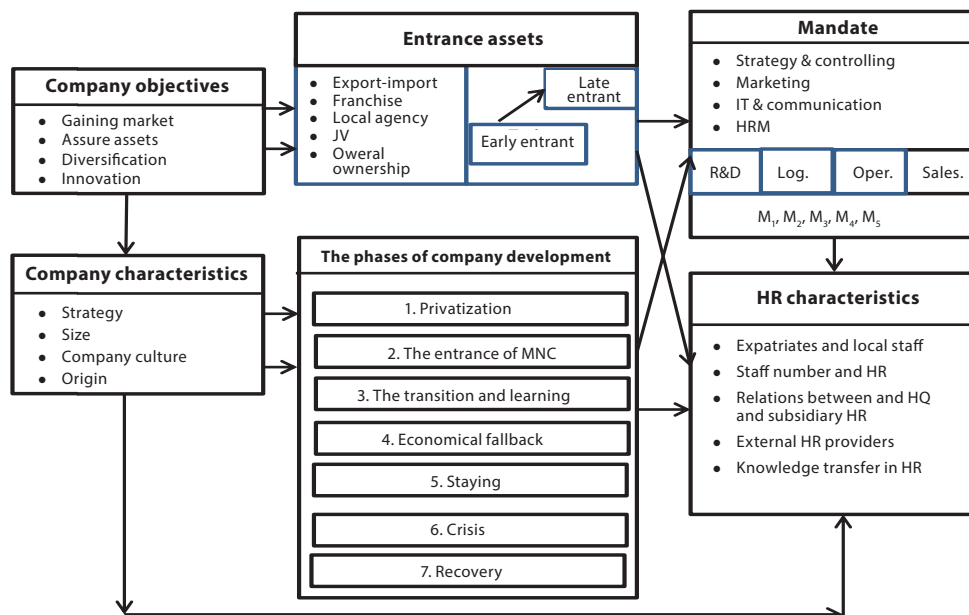 Company objectives
● Gaining market
● Assure assets
● Diversification
● Innovation
Entrance assets
● Export-import
● Franchise
● Local agency
● JV
● Oweral
ownership
Late
entrant
Early entrant
Mandate
● Strategy & controlling
● Marketing
● IT & communication
● HRM
R&D
Log.
Oper.
Sales.
M1, M2, M3, M4, M5
Company characteristics
● Strategy
● Size
● Company culture
● Origin
The phases of company development
1. Privatization
2. The entrance of MNC
3. The transition and learning
4. Economical fallback
5. Staying
6. Crisis
7. Recovery
HR characteristics
● Expatriates and local staff
● Staff number and HR
● Relations between and HQ
and subsidiary HR
● External HR providers
● Knowledge transfer in HR